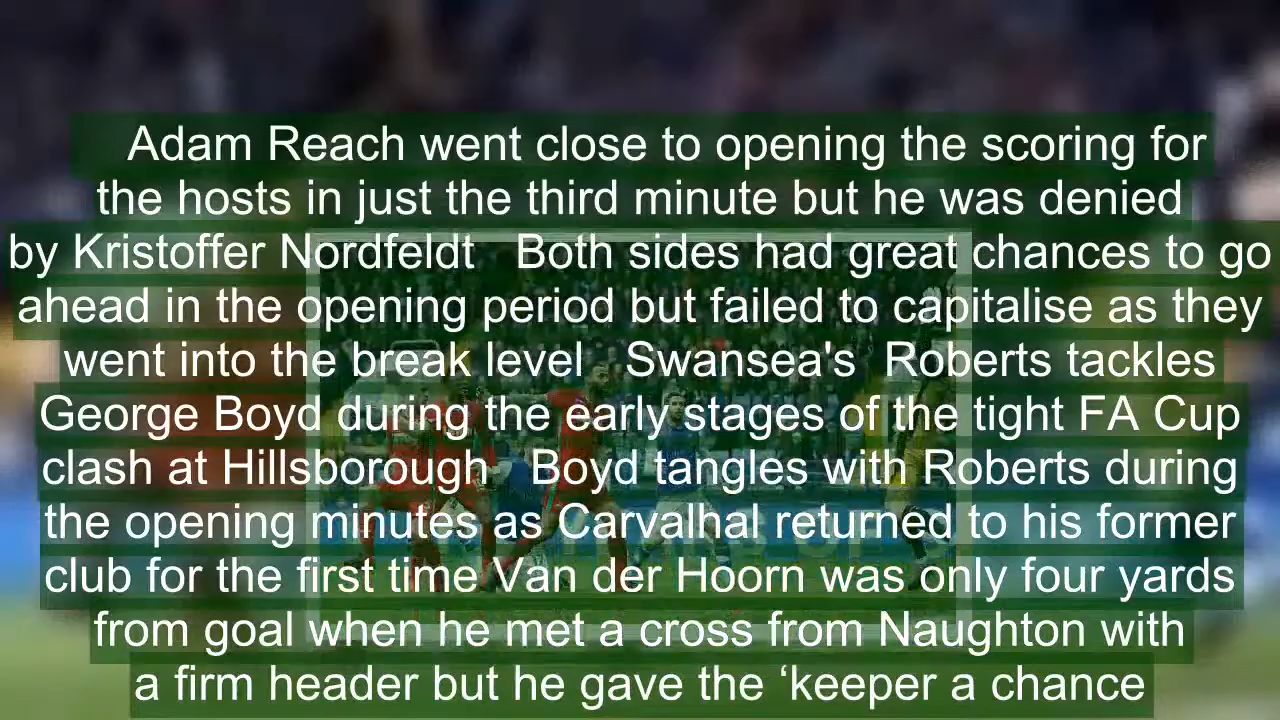 Adam Reach went close to opening the scoring for
the hosts in just the third minute but he was denied
by Kristoffer Nordfeldt   Both sides had great chances to go
ahead in the opening period but failed to capitalise as they
went into the break level   Swansea's  Roberts tackles
George Boyd during the early stages of the tight FA Cup
clash at Hillsborough   Boyd tangles with Roberts during
the opening minutes as Carvalhal returned to his former
club for the first time Van der Hoorn was only four yards
from goal when he met a cross from Naughton with
a firm header but he gave the ‘keeper a chance